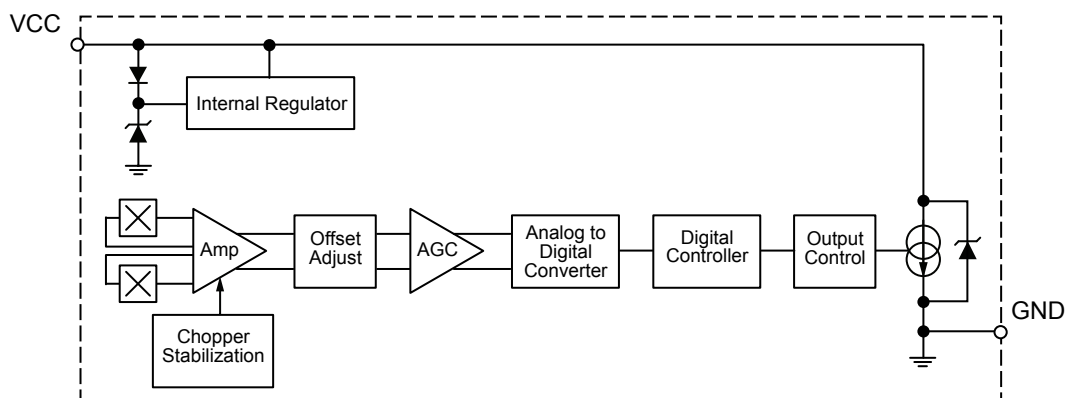 VCC
Internal Regulator
Amp
Offset
Adjust
AGC
Analog to
Digital
Converter
Digital
Controller
Output
Control
GND
Chopper
Stabilization